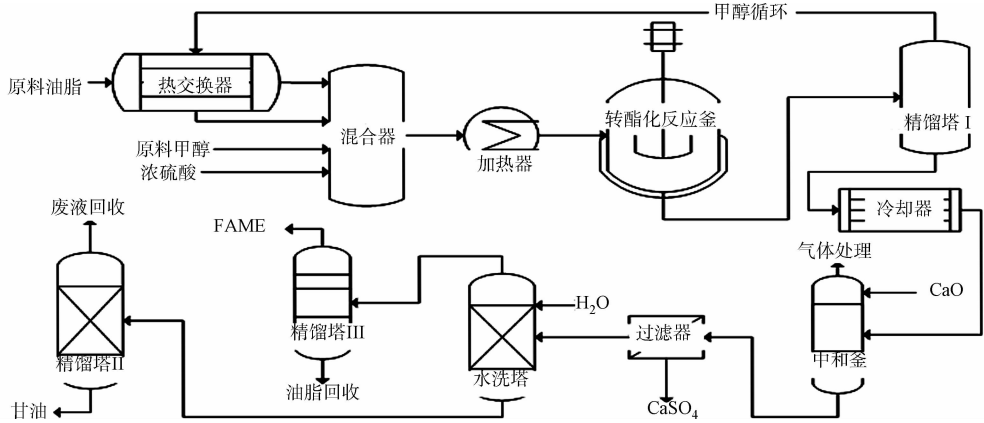 甲醇循环
原料油脂
热交换器
混合器
原料甲醇
浓硫酸
加热器
转酯化反应釜
精馏塔 I
冷却器
废液回收
FAME
气体处理
CaO
H₂O
过滤器
中和釜
精馏塔II
精馏塔III
水洗塔
油脂回收
甘油
CaSO₄